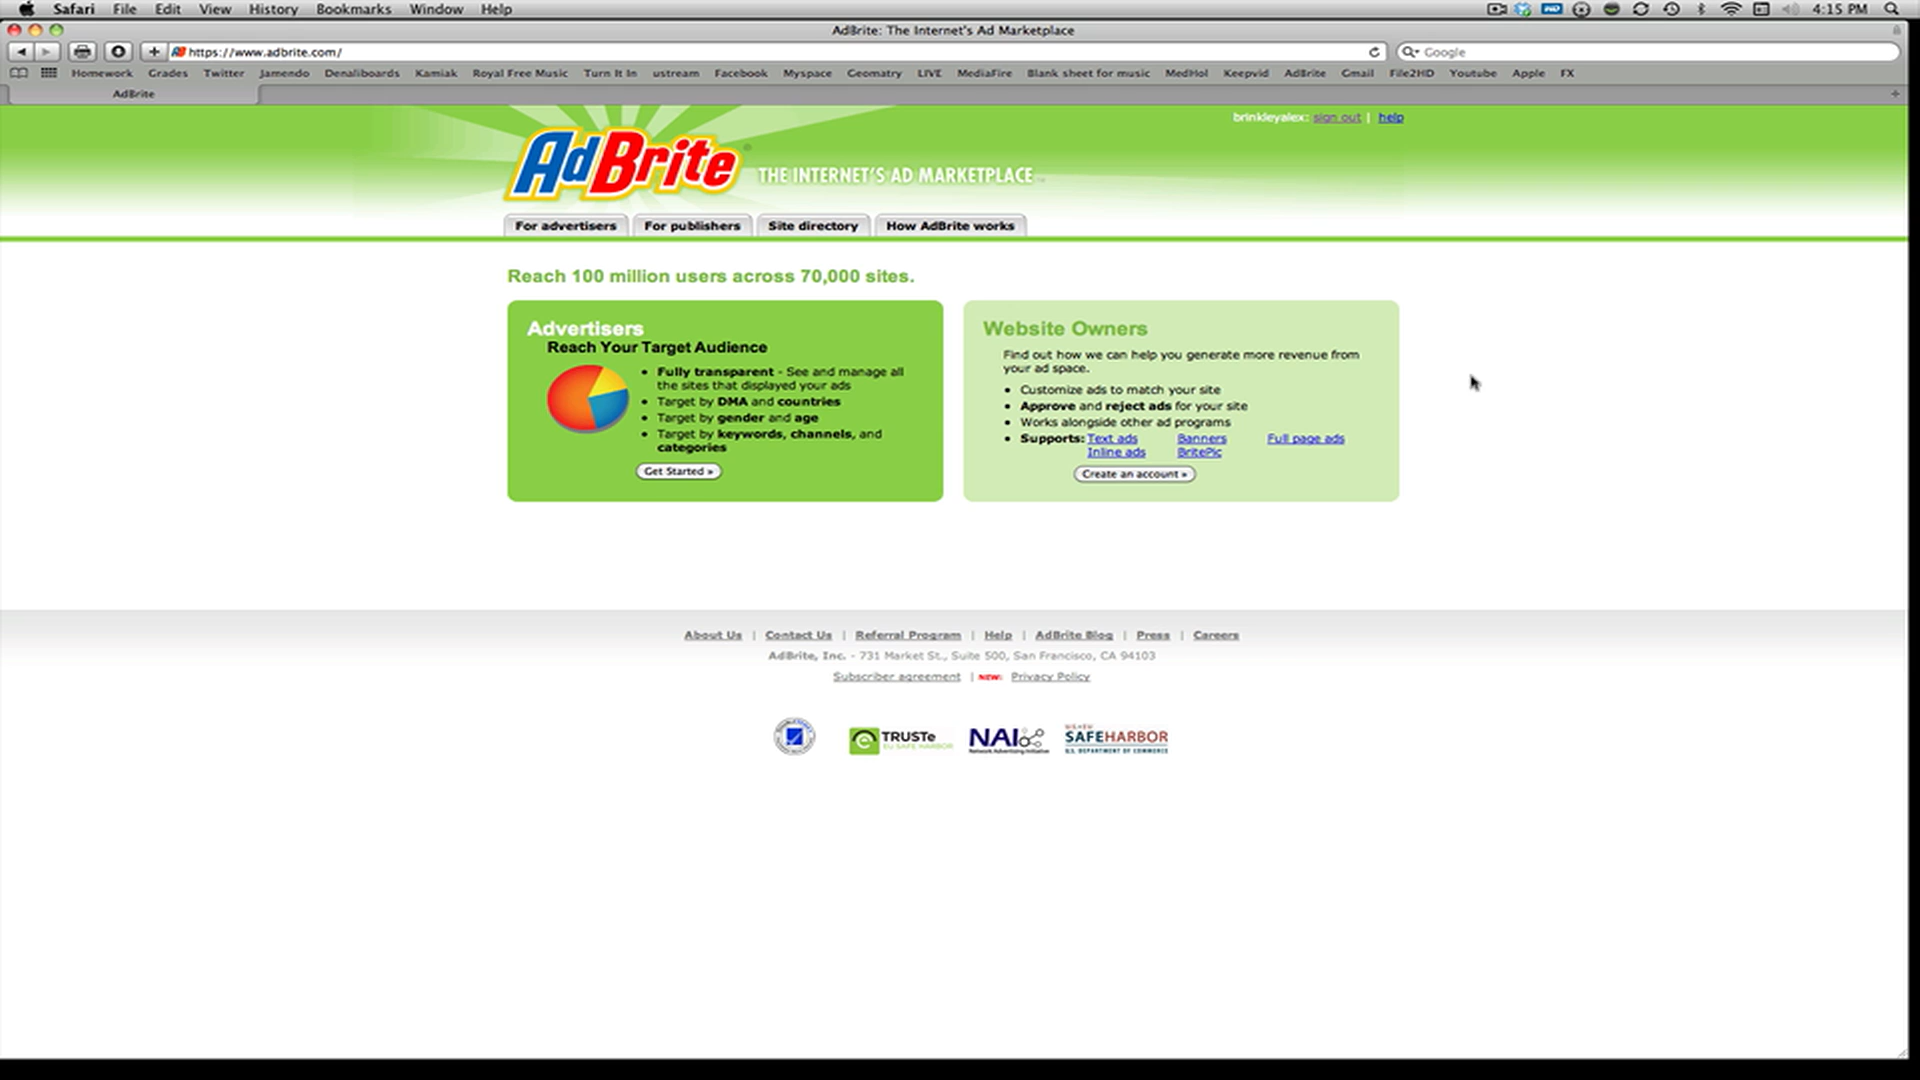 Safari File Edit View History Bookmarks Window Help 4:15 PM
AdBrite: The Internet's Ad Marketplace
https://www.adbrite.com/ Google
Homework Grades Twitter Jamendo Denaliboards Kamiak Royal Free Music Turn It In ustream Facebook Myspace Geomatry LIVE MediaFire Blank sheet for music MedHol Keepvid AdBrite Gmail File2HD Youtube Apple FX
AdBrite
brinkleyalex: sign out | help
AdBrite THE INTERNET'S AD MARKETPLACE
For advertisers For publishers Site directory How AdBrite works
Reach 100 million users across 70,000 sites.
Advertisers
Reach Your Target Audience
• Fully transparent - See and manage all
the sites that displayed your ads
• Target by DMA and countries
• Target by gender and age
• Target by keywords, channels, and
categories
Get Started »
Website Owners
Find out how we can help you generate more revenue from
your ad space.
• Customize ads to match your site
• Approve and reject ads for your site
• Works alongside other ad programs
• Supports: Text ads Banners Full page ads
Inline ads BritePic
Create an account »
About Us | Contact Us | Referral Program | Help | AdBrite Blog | Press | Careers
AdBrite, Inc. - 731 Market St., Suite 500, San Francisco, CA 94103
Subscriber agreement | NEW: Privacy Policy
TRUSTe
EU SAFE HARBOR
NAI
Network Advertising Initiative
SAFEHARBOR
U.S. DEPARTMENT OF COMMERCE